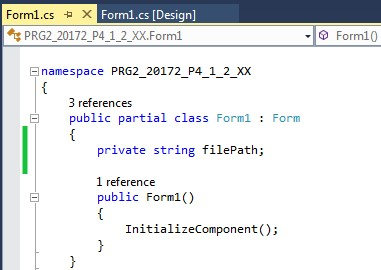 Form1.cs Form1.cs [Design]
PRG2_20172_P4_1_2_XX.Form1 Form1()
namespace PRG2_20172_P4_1_2_XX
{
3 references
public partial class Form1 : Form
{
private string filePath;
1 reference
public Form1()
{
InitializeComponent();
}
}